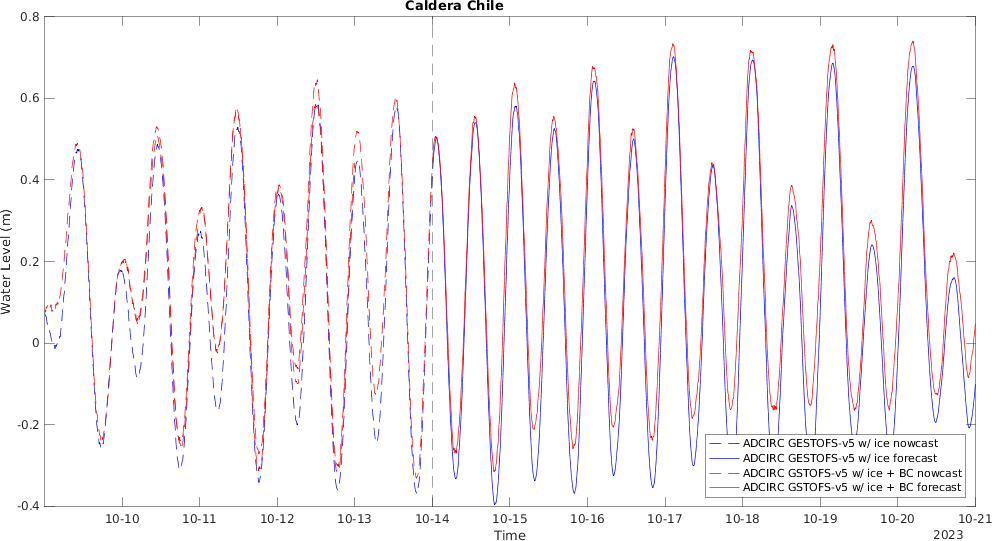 Caldera Chile
0.8
0.6
0.4
0.2
0
-0.2
-0.4
Water Level (m)
ADCIRC GESTOFS-v5 w/ ice nowcast
ADCIRC GESTOFS-v5 w/ ice forecast
ADCIRC GSTOFS-v5 w/ ice + BC nowcast
ADCIRC GSTOFS-v5 w/ ice + BC forecast
10-10 10-11 10-12 10-13 10-14 10-15 10-16 10-17 10-18 10-19 10-20 10-21
Time
2023